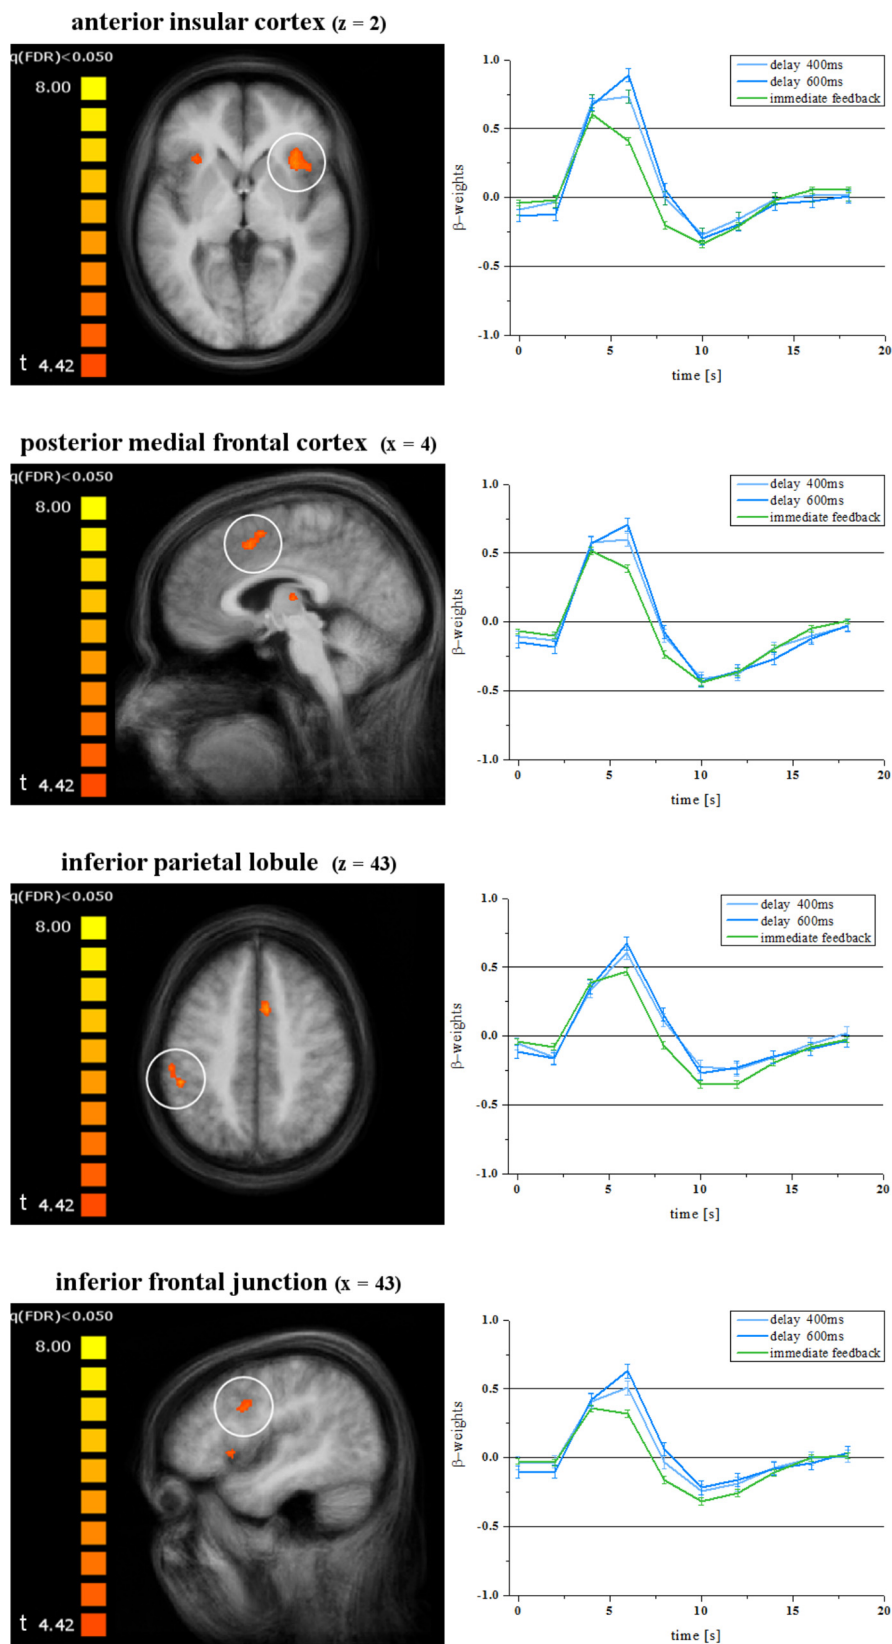 anterior insular cortex (z = 2)
q(FDR)<0.050
8.00
t 4.42
1.0
0.5
0.0
-0.5
-1.0
β-weights
delay 400ms
delay 600ms
immediate feedback
0 5 10 15 20
time [s]
posterior medial frontal cortex (x = 4)
q(FDR)<0.050
8.00
t 4.42
1.0
0.5
0.0
-0.5
-1.0
β-weights
delay 400ms
delay 600ms
immediate feedback
0 5 10 15 20
time [s]
inferior parietal lobule (z = 43)
q(FDR)<0.050
8.00
t 4.42
1.0
0.5
0.0
-0.5
-1.0
β-weights
delay 400ms
delay 600ms
immediate feedback
0 5 10 15 20
time [s]
inferior frontal junction (x = 43)
q(FDR)<0.050
8.00
t 4.42
1.0
0.5
0.0
-0.5
-1.0
β-weights
delay 400ms
delay 600ms
immediate feedback
0 5 10 15 20
time [s]